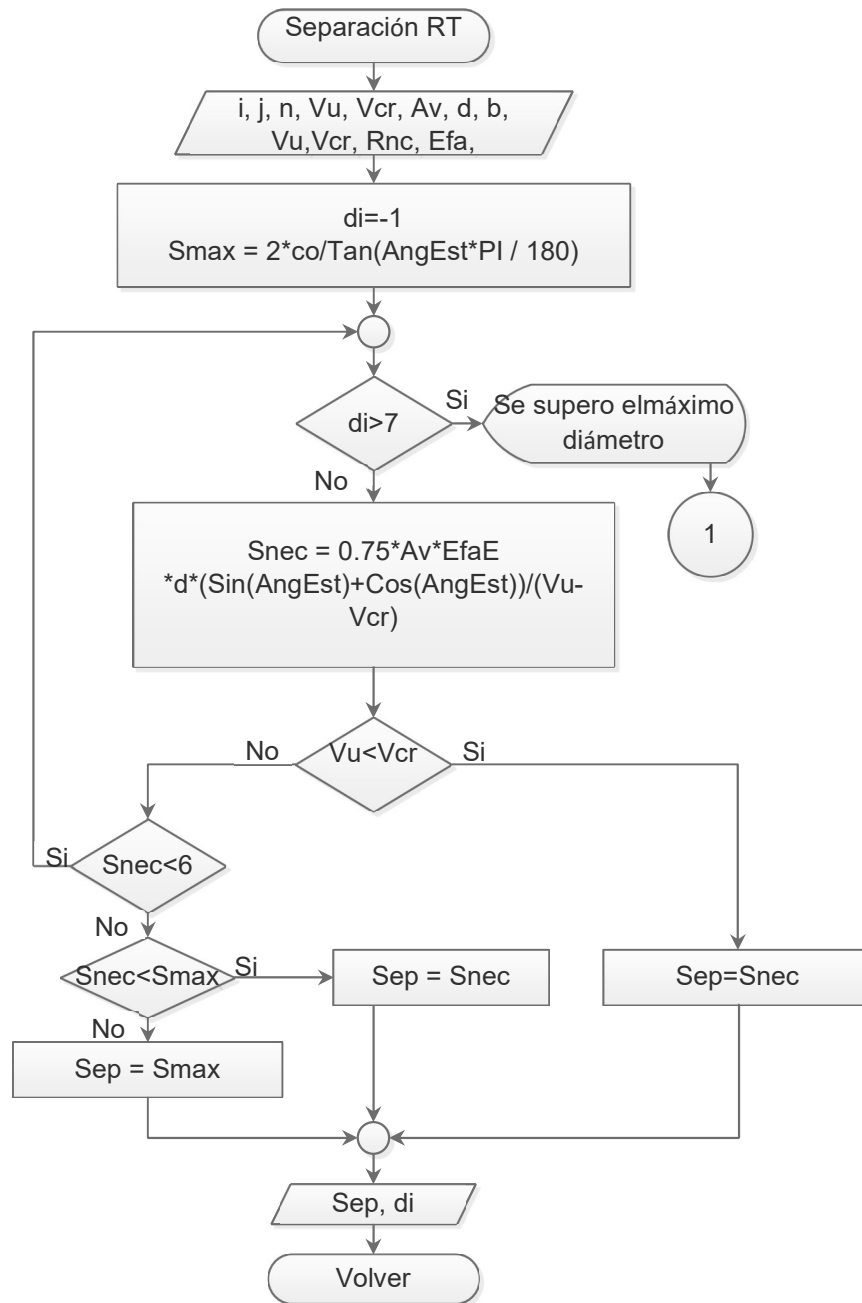 Separación RT
i, j, n, Vu, Vcr, Av, d, b,
Vu,Vcr, Rnc, Efa,
di=-1
Smax = 2*co/Tan(AngEst*PI / 180)
di>7
Si
Se supero elmáximo
diámetro
No
1
Snec = 0.75*Av*EfaE
*d*(Sin(AngEst)+Cos(AngEst))/(Vu-
Vcr)
No
Vu<Vcr
Si
Si
Snec<6
No
Snec<Smax
Si
Sep = Snec
Sep=Snec
No
Sep = Smax
Sep, di
Volver